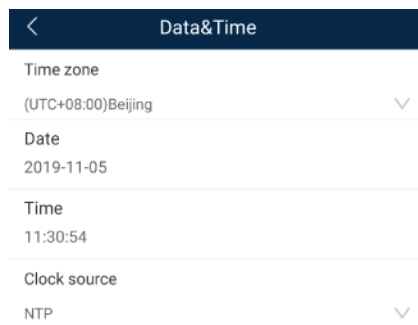 Data&Time
Time zone
(UTC+08:00)Beijing
Date
2019-11-05
Time
11:30:54
Clock source
NTP